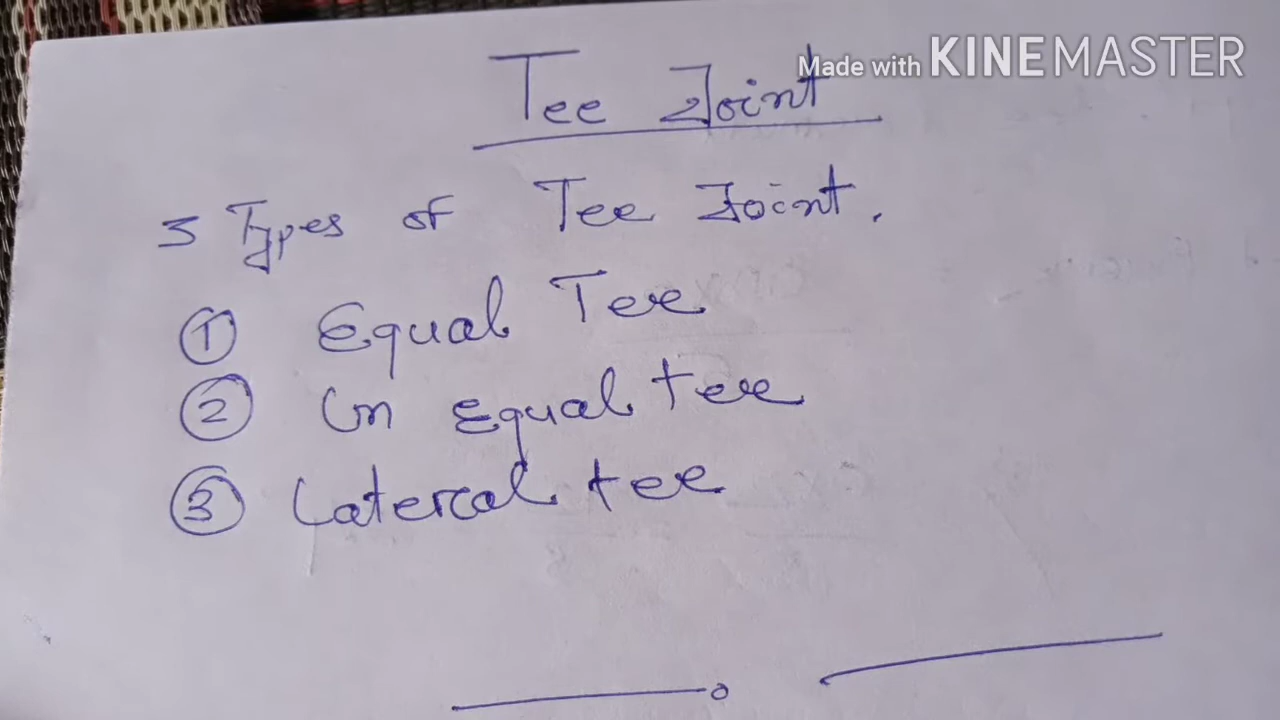 Made with KINEMASTER
Tee Joint
3 Types of Tee Joint.
1 Equal Tee
2 Un Equal tee
3 Lateral tee